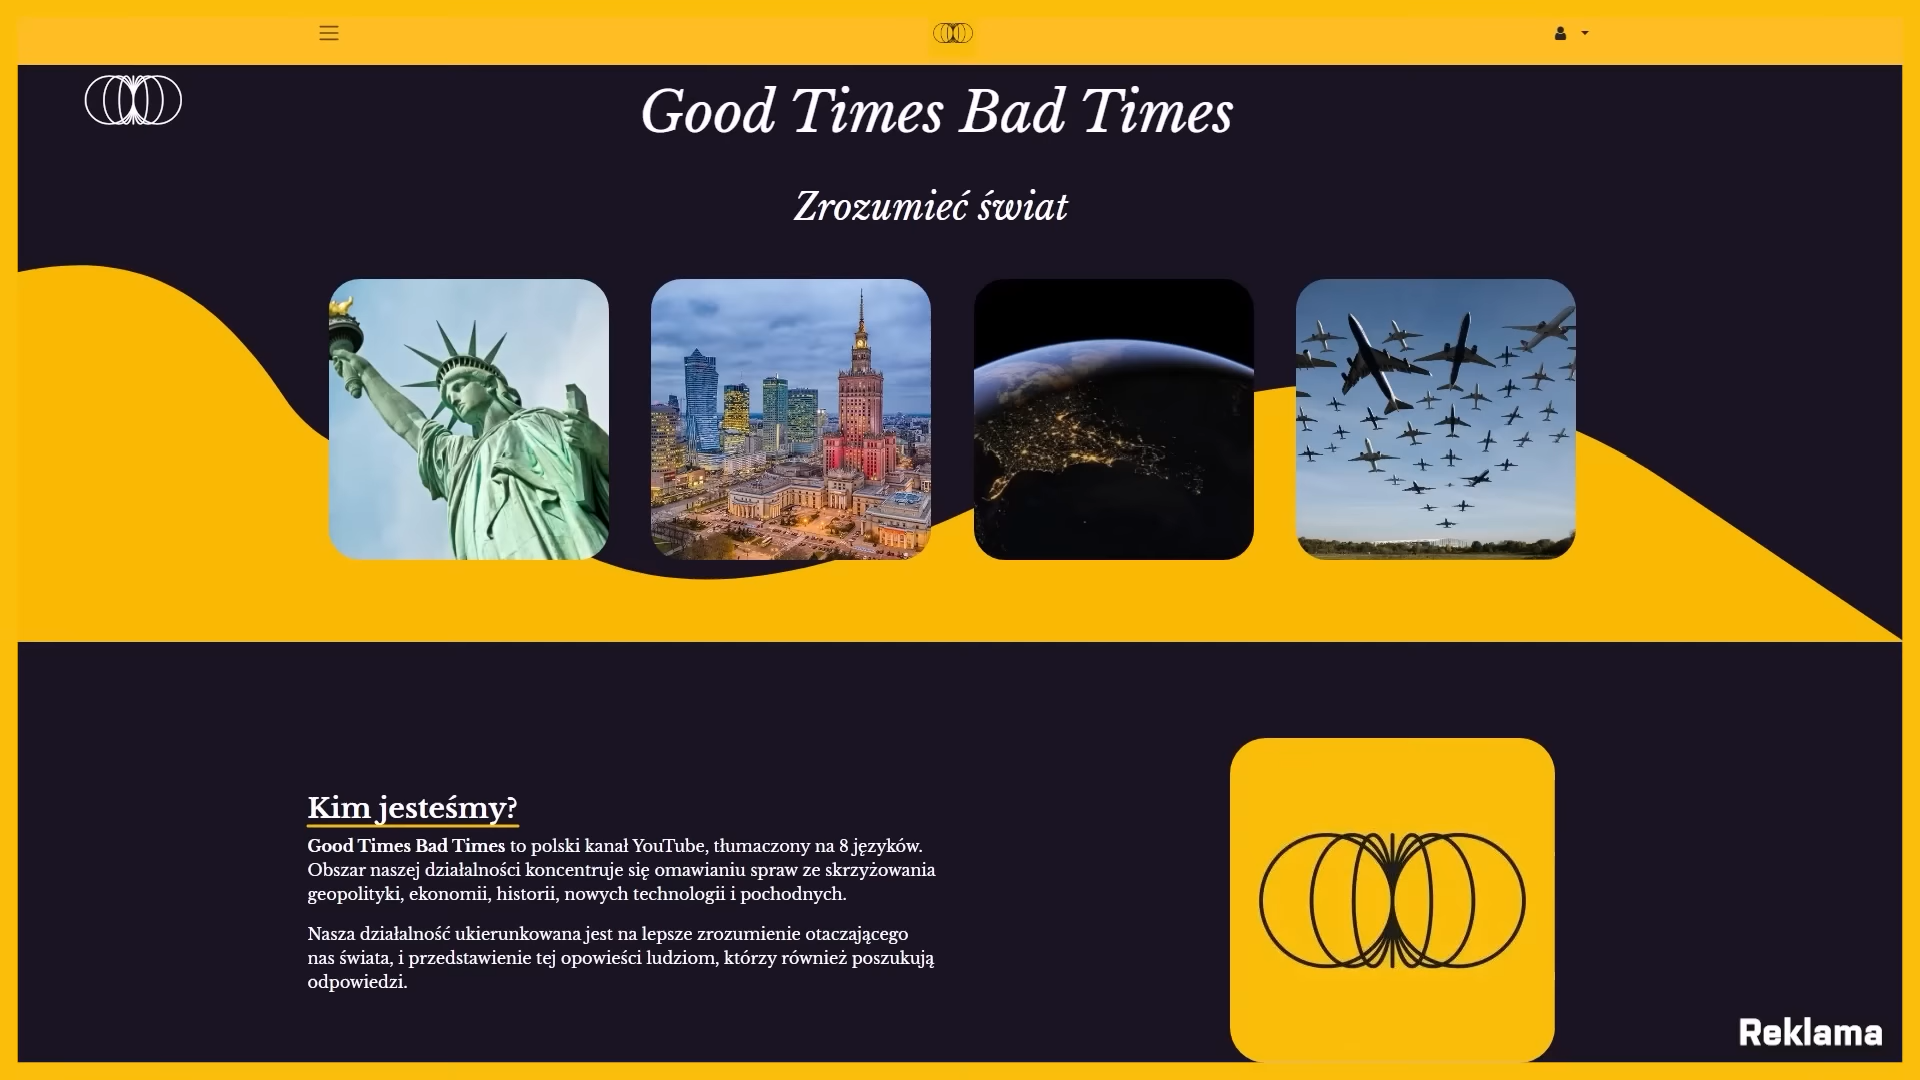 Good Times Bad Times
Zrozumieć świat
Kim jesteśmy?
Good Times Bad Times to polski kanał YouTube, tłumaczony na 8 języków.
Obszar naszej działalności koncentruje się omawianiu spraw ze skrzyżowania
geopolityki, ekonomii, historii, nowych technologii i pochodnych.
Nasza działalność ukierunkowana jest na lepsze zrozumienie otaczającego
nas świata, i przedstawienie tej opowieści ludziom, którzy również poszukują
odpowiedzi.
Reklama